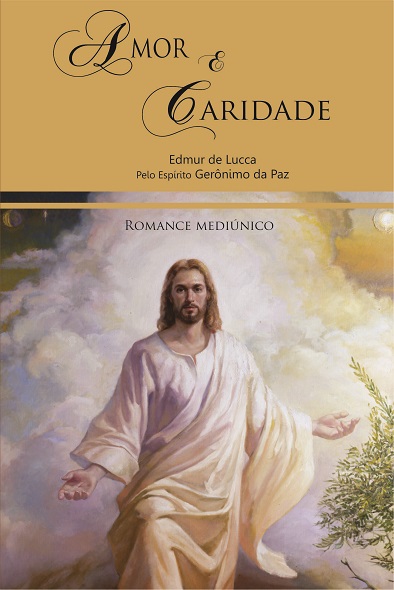 Amor e
Caridade
Edmur de Lucca
Pelo Espírito Gerônimo da Paz
Romance mediúnico